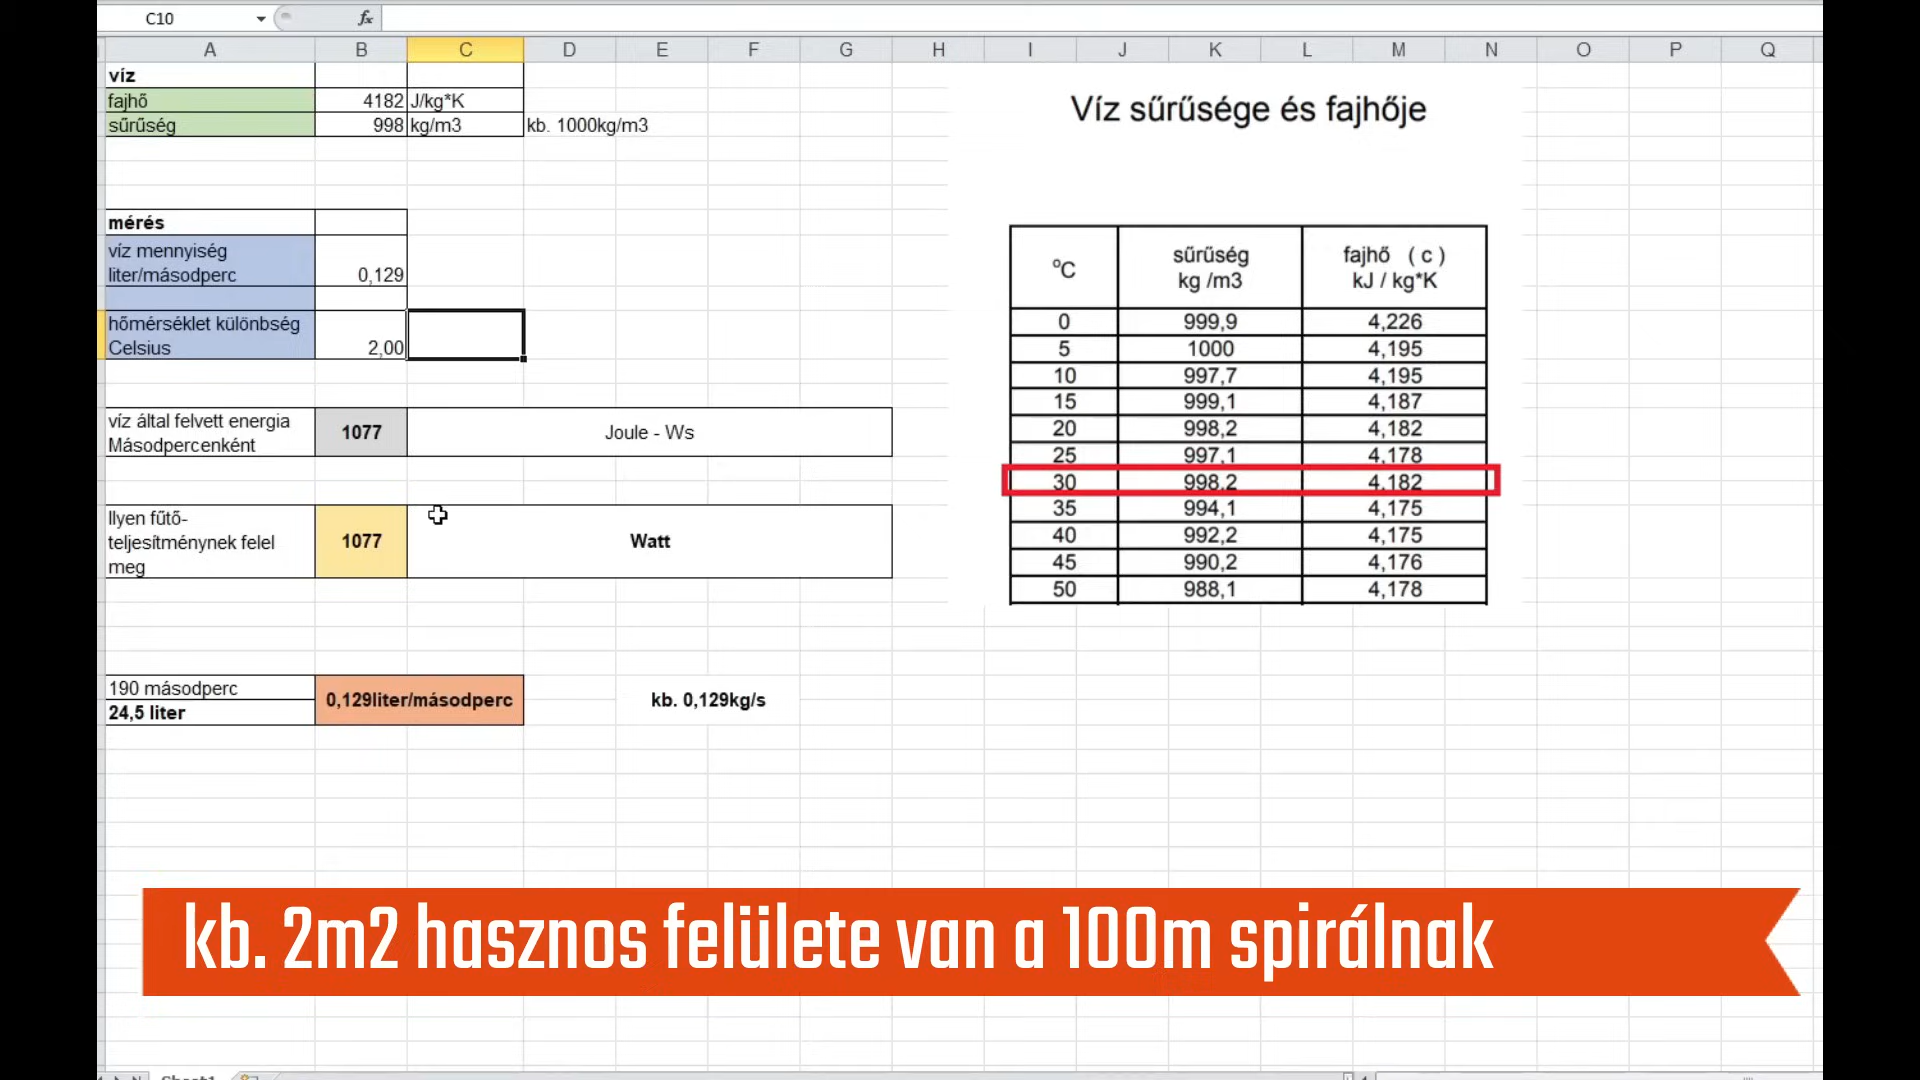 C10 fx
A B C D E F G H I J K L M N O P Q
víz
fajhő 4182 J/kg*K
sűrűség 998 kg/m3 kb. 1000kg/m3
mérés
víz mennyiség
liter/másodperc 0,129
hőmérséklet különbség
Celsius 2,00
víz által felvett energia
Másodpercenként
1077 Joule - Ws
Ilyen fűtő-
teljesítménynek felel
meg
1077 Watt
190 másodperc
24,5 liter
0,129liter/másodperc kb. 0,129kg/s
Víz sűrűsége és fajhője
ºC sűrűség fajhő ( c )
kg /m3 kJ / kg*K
0 999,9 4,226
5 1000 4,195
10 997,7 4,195
15 999,1 4,187
20 998,2 4,182
25 997,1 4,178
30 998,2 4,182
35 994,1 4,175
40 992,2 4,175
45 990,2 4,176
50 988,1 4,178
kb. 2m2 hasznos felülete van a 100m spirálnak
Sheet1